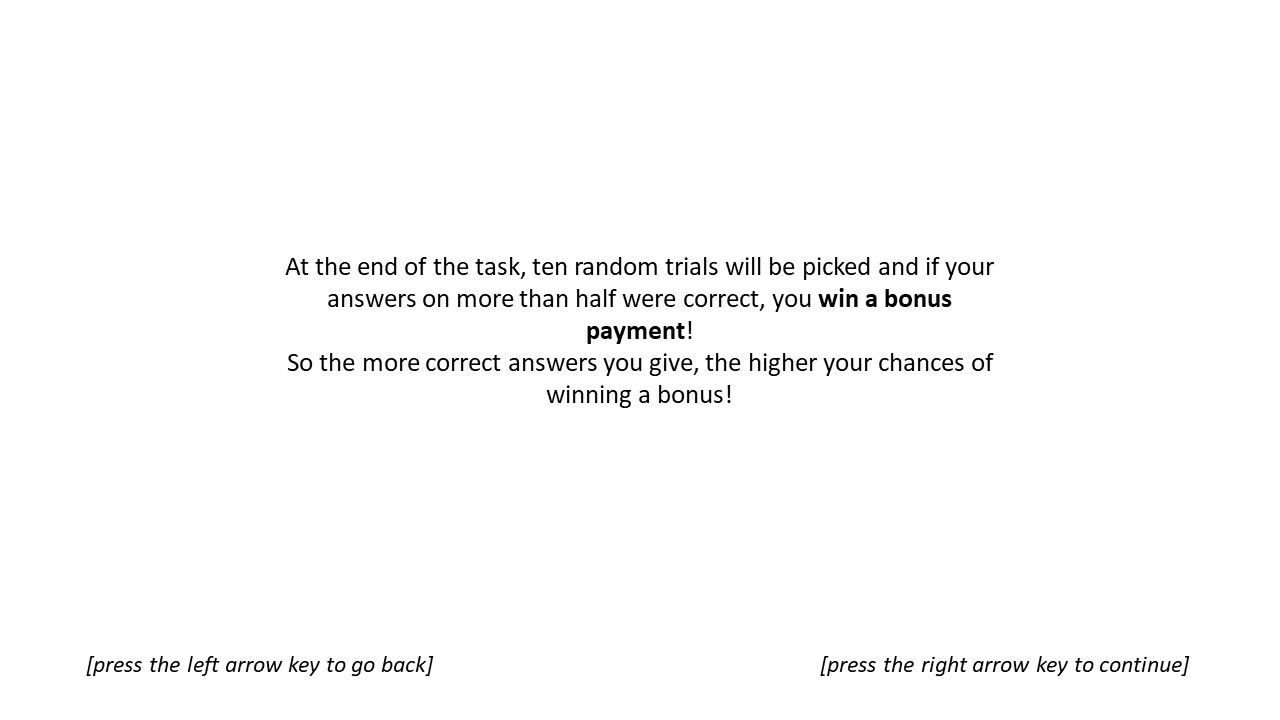 At the end of the task, ten random trials will be picked and if your
answers on more than half were correct, you win a bonus
payment!
So the more correct answers you give, the higher your chances of
winning a bonus!
[press the left arrow key to go back]
[press the right arrow key to continue]